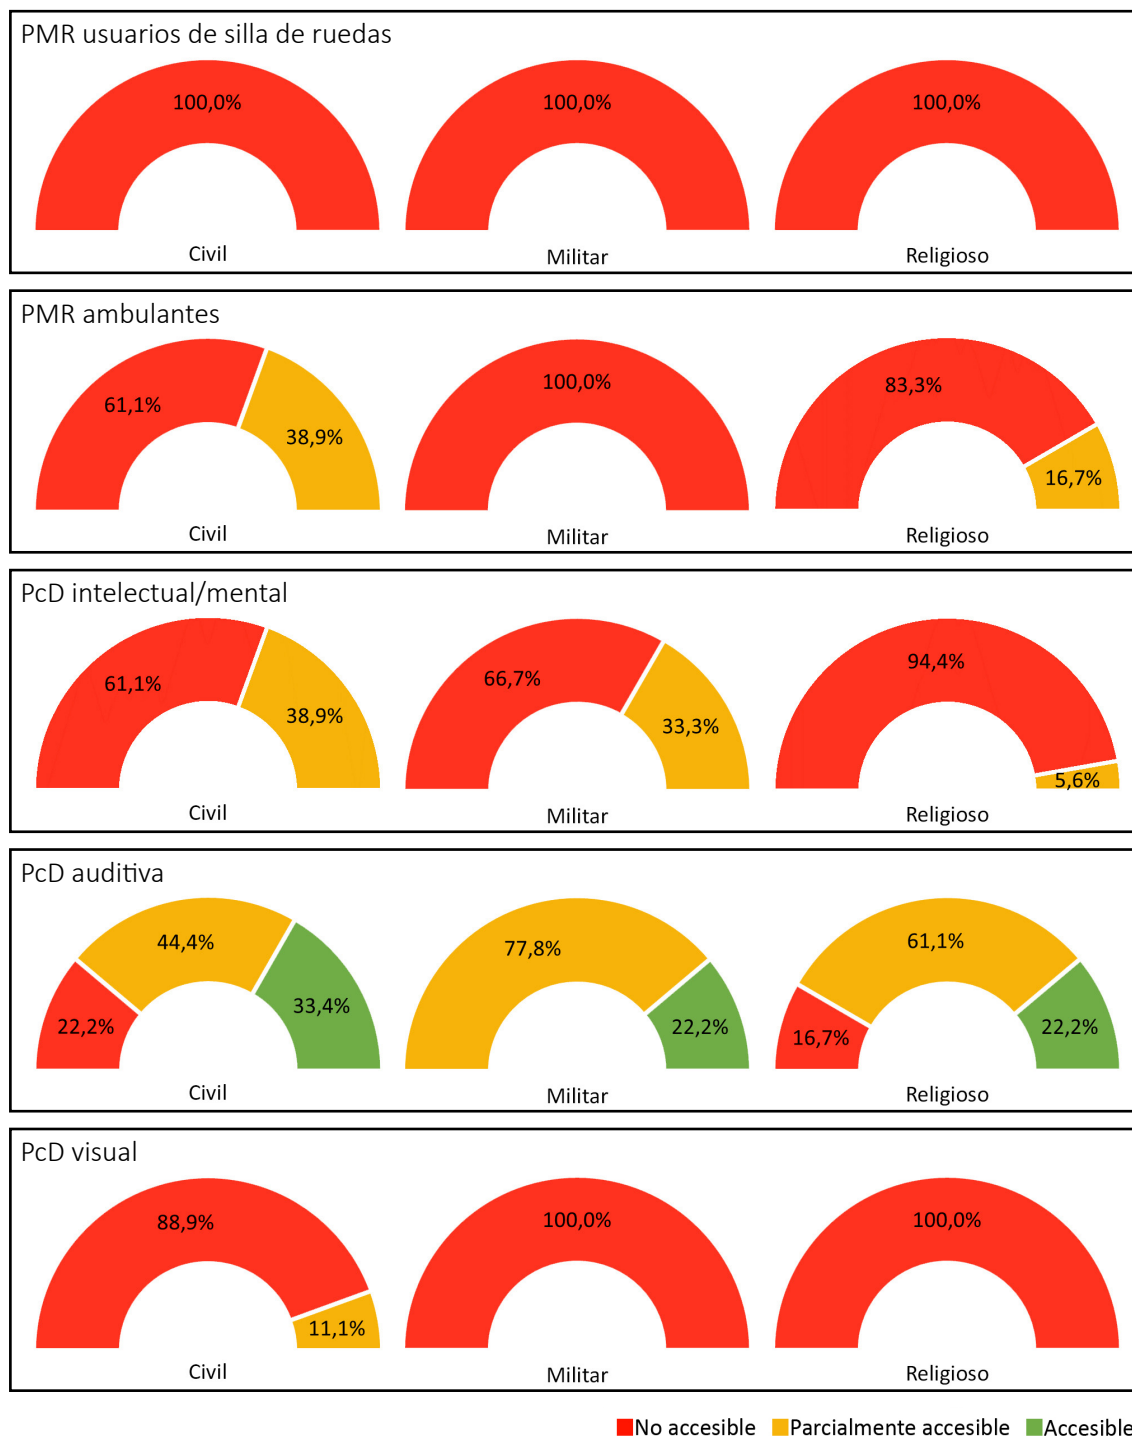 PMR usuarios de silla de ruedas
100,0% 100,0% 100,0%
Civil Militar Religioso
PMR ambulantes
61,1% 38,9% 100,0% 83,3% 16,7%
Civil Militar Religioso
PcD intelectual/mental
61,1% 38,9% 66,7% 33,3% 94,4% 5,6%
Civil Militar Religioso
PcD auditiva
22,2% 44,4% 33,4% 77,8% 22,2% 16,7% 61,1% 22,2%
Civil Militar Religioso
PcD visual
88,9% 11,1% 100,0% 100,0%
Civil Militar Religioso
No accesible Parcialmente accesible Accesible